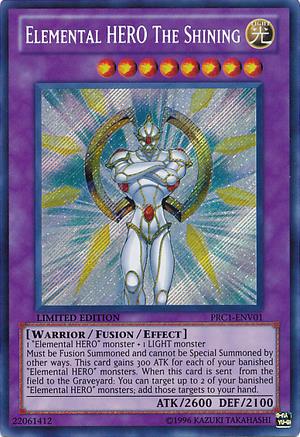 ELEMENTAL HERO THE SHINING
LIGHT
光
LIMITED EDITION
PRC1-ENV01
[WARRIOR / FUSION / EFFECT]
1 "Elemental HERO" monster + 1 LIGHT monster
Must be Fusion Summoned and cannot be Special Summoned by
other ways. This card gains 300 ATK for each of your banished
"Elemental HERO" monsters. When this card is sent from
the field to the Graveyard: You can target up to 2 of your banished
"Elemental HERO" monsters; add those targets to your hand.
ATK/2600 DEF/2100
22061412
©1996 KAZUKI TAKAHASHI